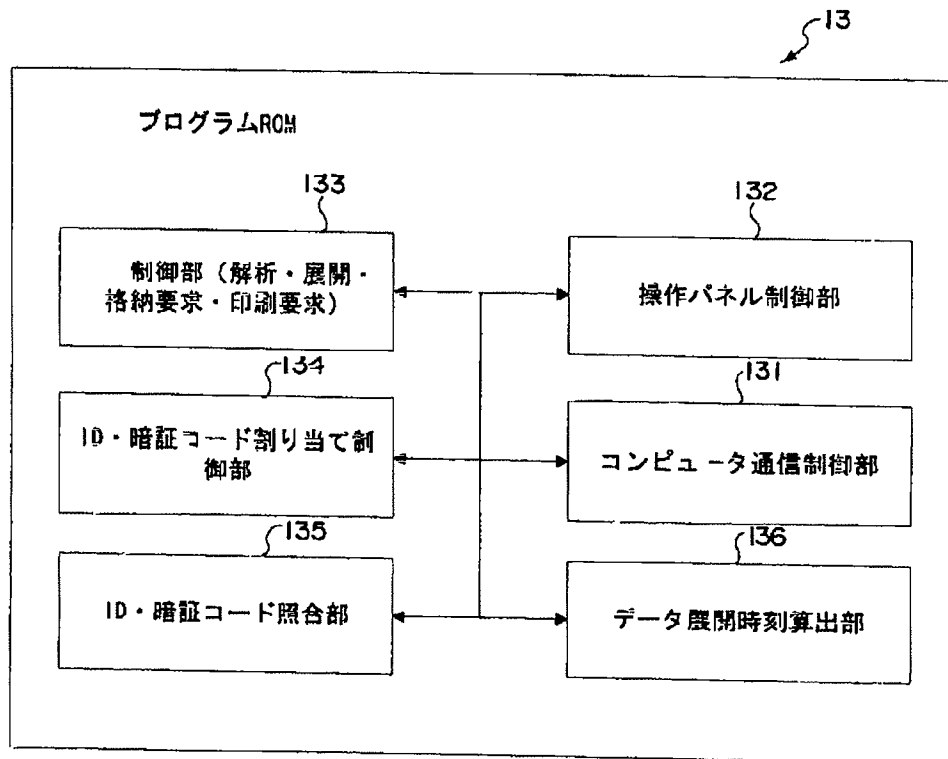 13
プログラムROM
133
制御部(解析・展開・
格納要求・印刷要求)
132
操作パネル制御部
134
ID・暗証コード割り当て制
御部
131
コンピュータ通信制御部
135
ID・暗証コード照合部
136
データ展開時刻算出部